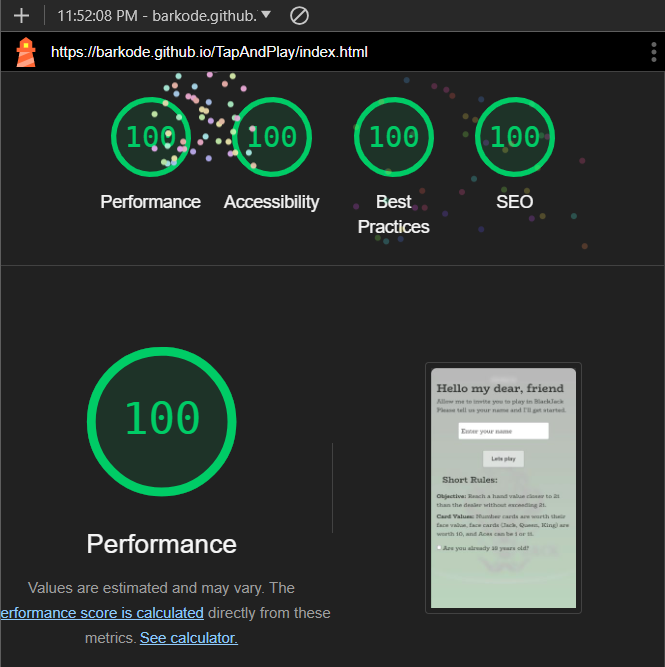 11:52:08 PM - barkode.github.
https://barkode.github.io/TapAndPlay/index.html
100 100 100 100
Performance Accessibility Best Practices SEO
100
Performance
Values are estimated and may vary. The
erformance score is calculated directly from these
metrics. See calculator.
Hello my dear, friend
Allow me to invite you to play in BlackJack
Please tell us your name and I'll get started.
Enter your name
Lets play
Short Rules:
Objective: Reach a hand value closer to 21
than the dealer without exceeding 21.
Card Values: Number cards are worth their
face value, face cards (Jack, Queen, King) are
worth 10, and Aces can be 1 or 11.
Are you already 18 years old?